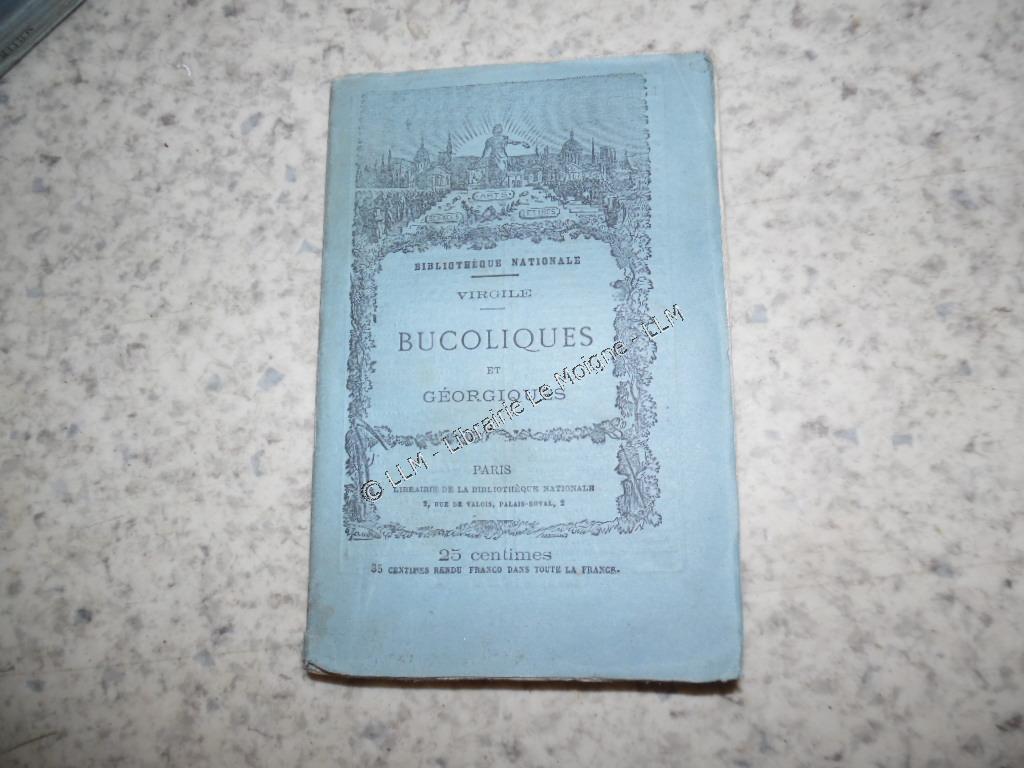 BIBLIOTHÈQUE NATIONALE
VIRGILE
BUCOLIQUES
ET
GÉORGIQUES
PARIS
LIBRAIRIE DE LA BIBLIOTHÈQUE NATIONALE
2, RUE DE VALOIS, PALAIS-ROYAL, 2
25 centimes
35 CENTIMES RENDU FRANCO DANS TOUTE LA FRANCE.
© LLM - Librairie Le Moigne - LLM